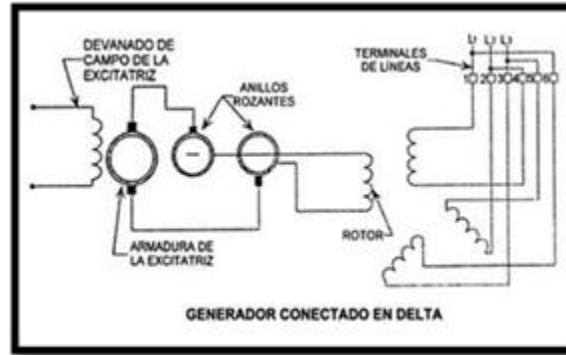 DEVANADO DE
CAMPO DE LA
EXCITATRIZ
ANILLOS
ROZANTES
TERMINALES
DE LÍNEAS
L1 L2 L3
1 2 3 4 5 6
ROTOR
ARMADURA DE
LA EXCITATRIZ
GENERADOR CONECTADO EN DELTA